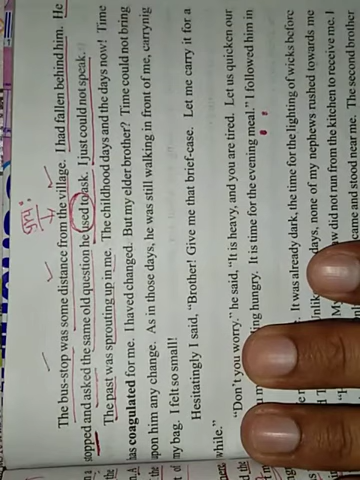 पुनः
The bus-stop was some distance from the village. I had fallen behind him. He
stopped and asked the same old question he used to ask. I just could not speak.
The past was sprouting up in me. The childhood days and the days now! Time
has coagulated for me. I haved changed. But my elder brother? Time could not bring
upon him any change. As in those days, he was still walking in front of me, carrynig
my bag. I felt so small!
Hesitatingly I said, "Brother! Give me that brief-case. Let me carry it for a
while."
"Don't you worry." he said, "It is heavy, and you are tired. Let us quicken our
hungry. It is time for the evening meal." I followed him in
It was already dark, the time for the lighting of wicks before
days, none of my nephews rushed towards me
did not run from the kitchen to receive me. I
came and stood near me. The second brother